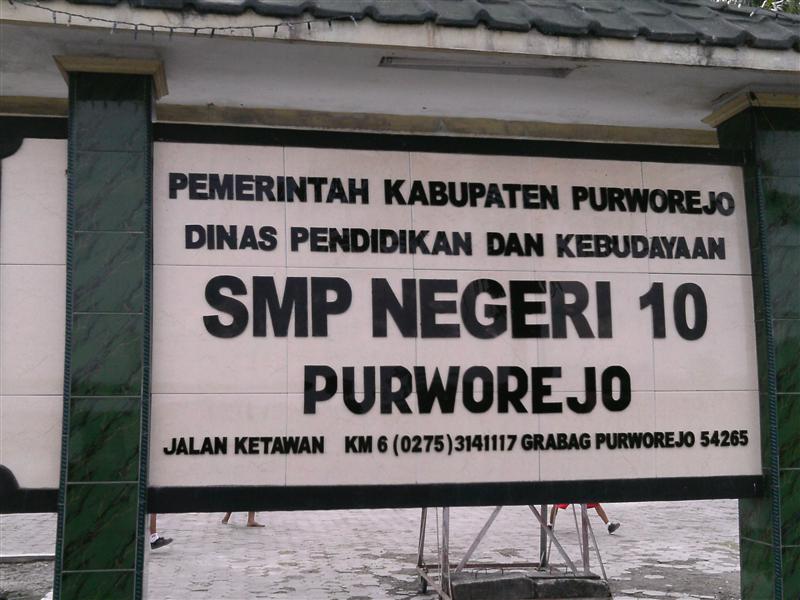 PEMERINTAH KABUPATEN PURWOREJO
DINAS PENDIDIKAN DAN KEBUDAYAAN
SMP NEGERI 10
PURWOREJO
JALAN KETAWAN KM 6 (0275)3141117 GRABAG PURWOREJO 54265